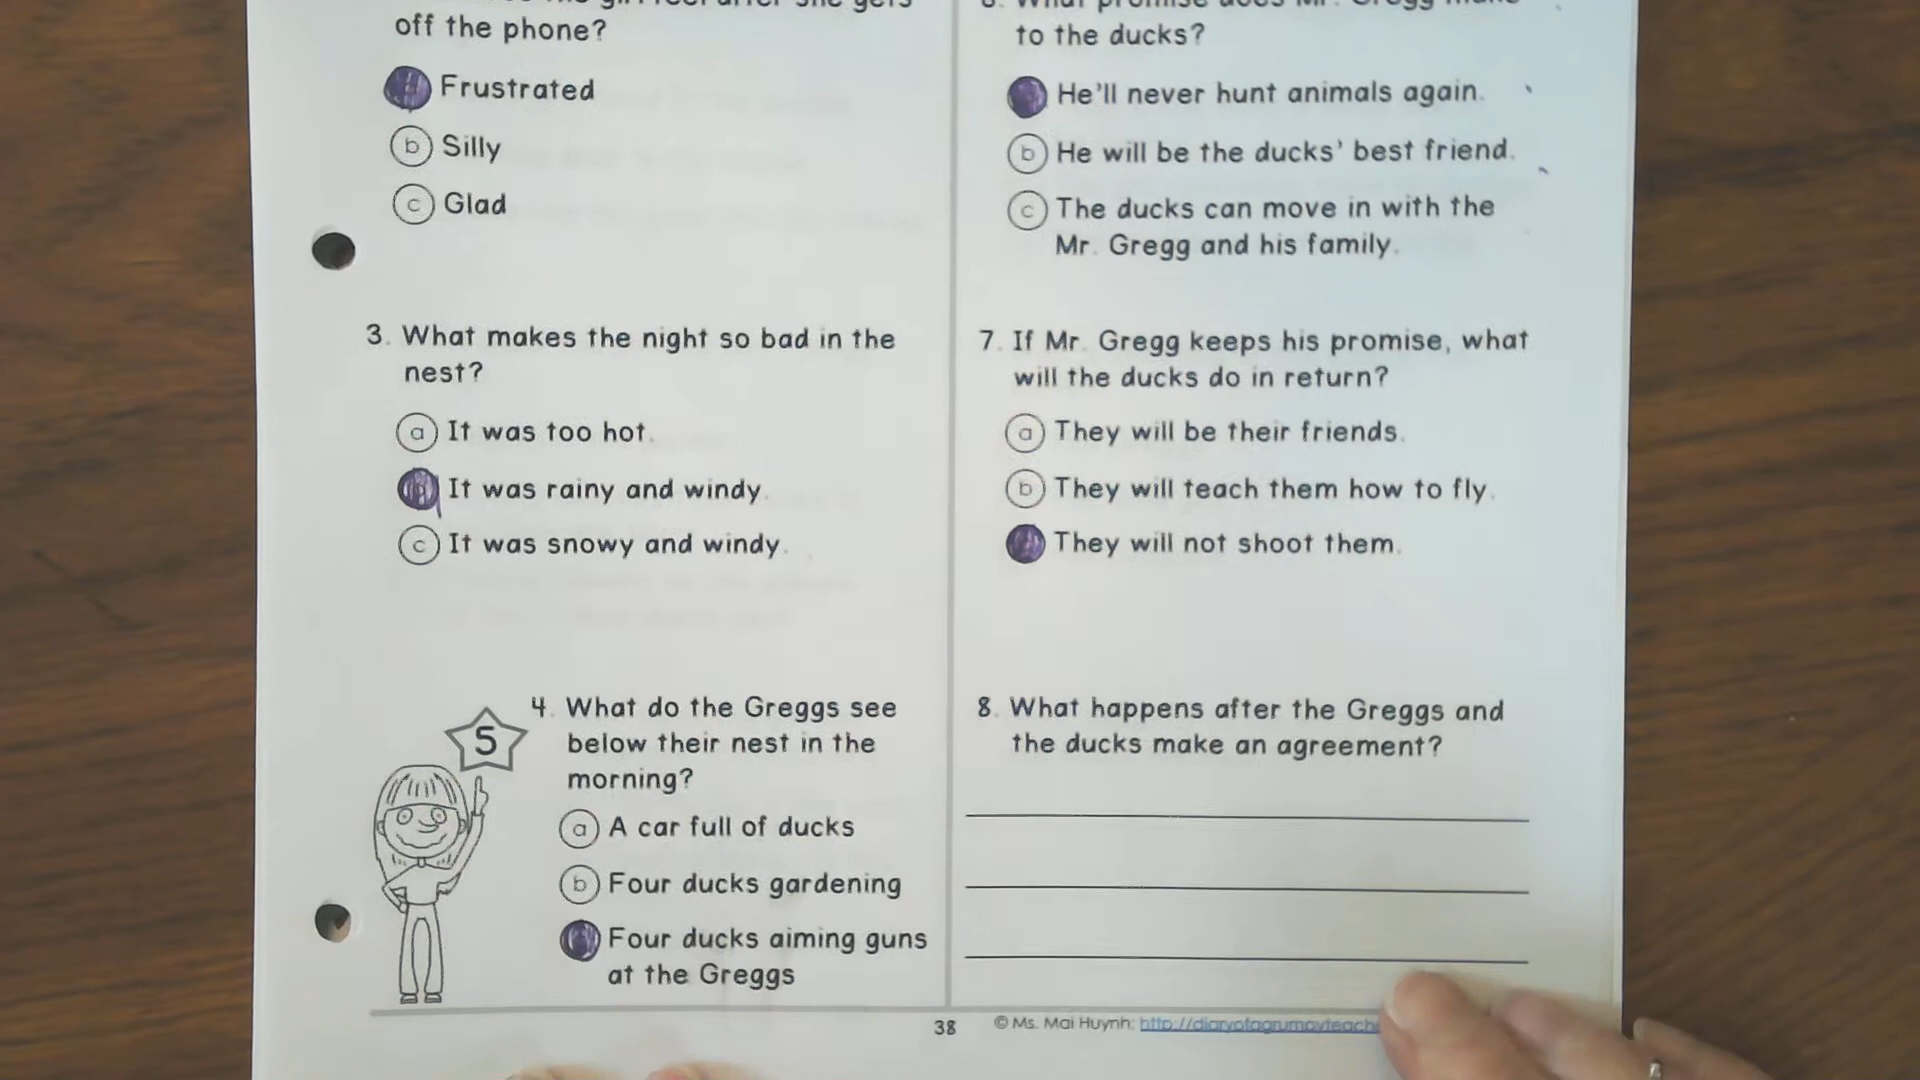 off the phone?
Frustrated
b Silly
c Glad
3. What makes the night so bad in the
nest?
a It was too hot.
It was rainy and windy.
c It was snowy and windy.
5
4. What do the Greggs see
below their nest in the
morning?
a A car full of ducks
b Four ducks gardening
Four ducks aiming guns
at the Greggs
to the ducks?
He'll never hunt animals again.
b He will be the ducks' best friend.
c The ducks can move in with the
Mr. Gregg and his family.
7. If Mr. Gregg keeps his promise, what
will the ducks do in return?
a They will be their friends.
b They will teach them how to fly.
They will not shoot them.
8. What happens after the Greggs and
the ducks make an agreement?
38
© Ms. Mai Huynh: http://diaryofagrumpyteach